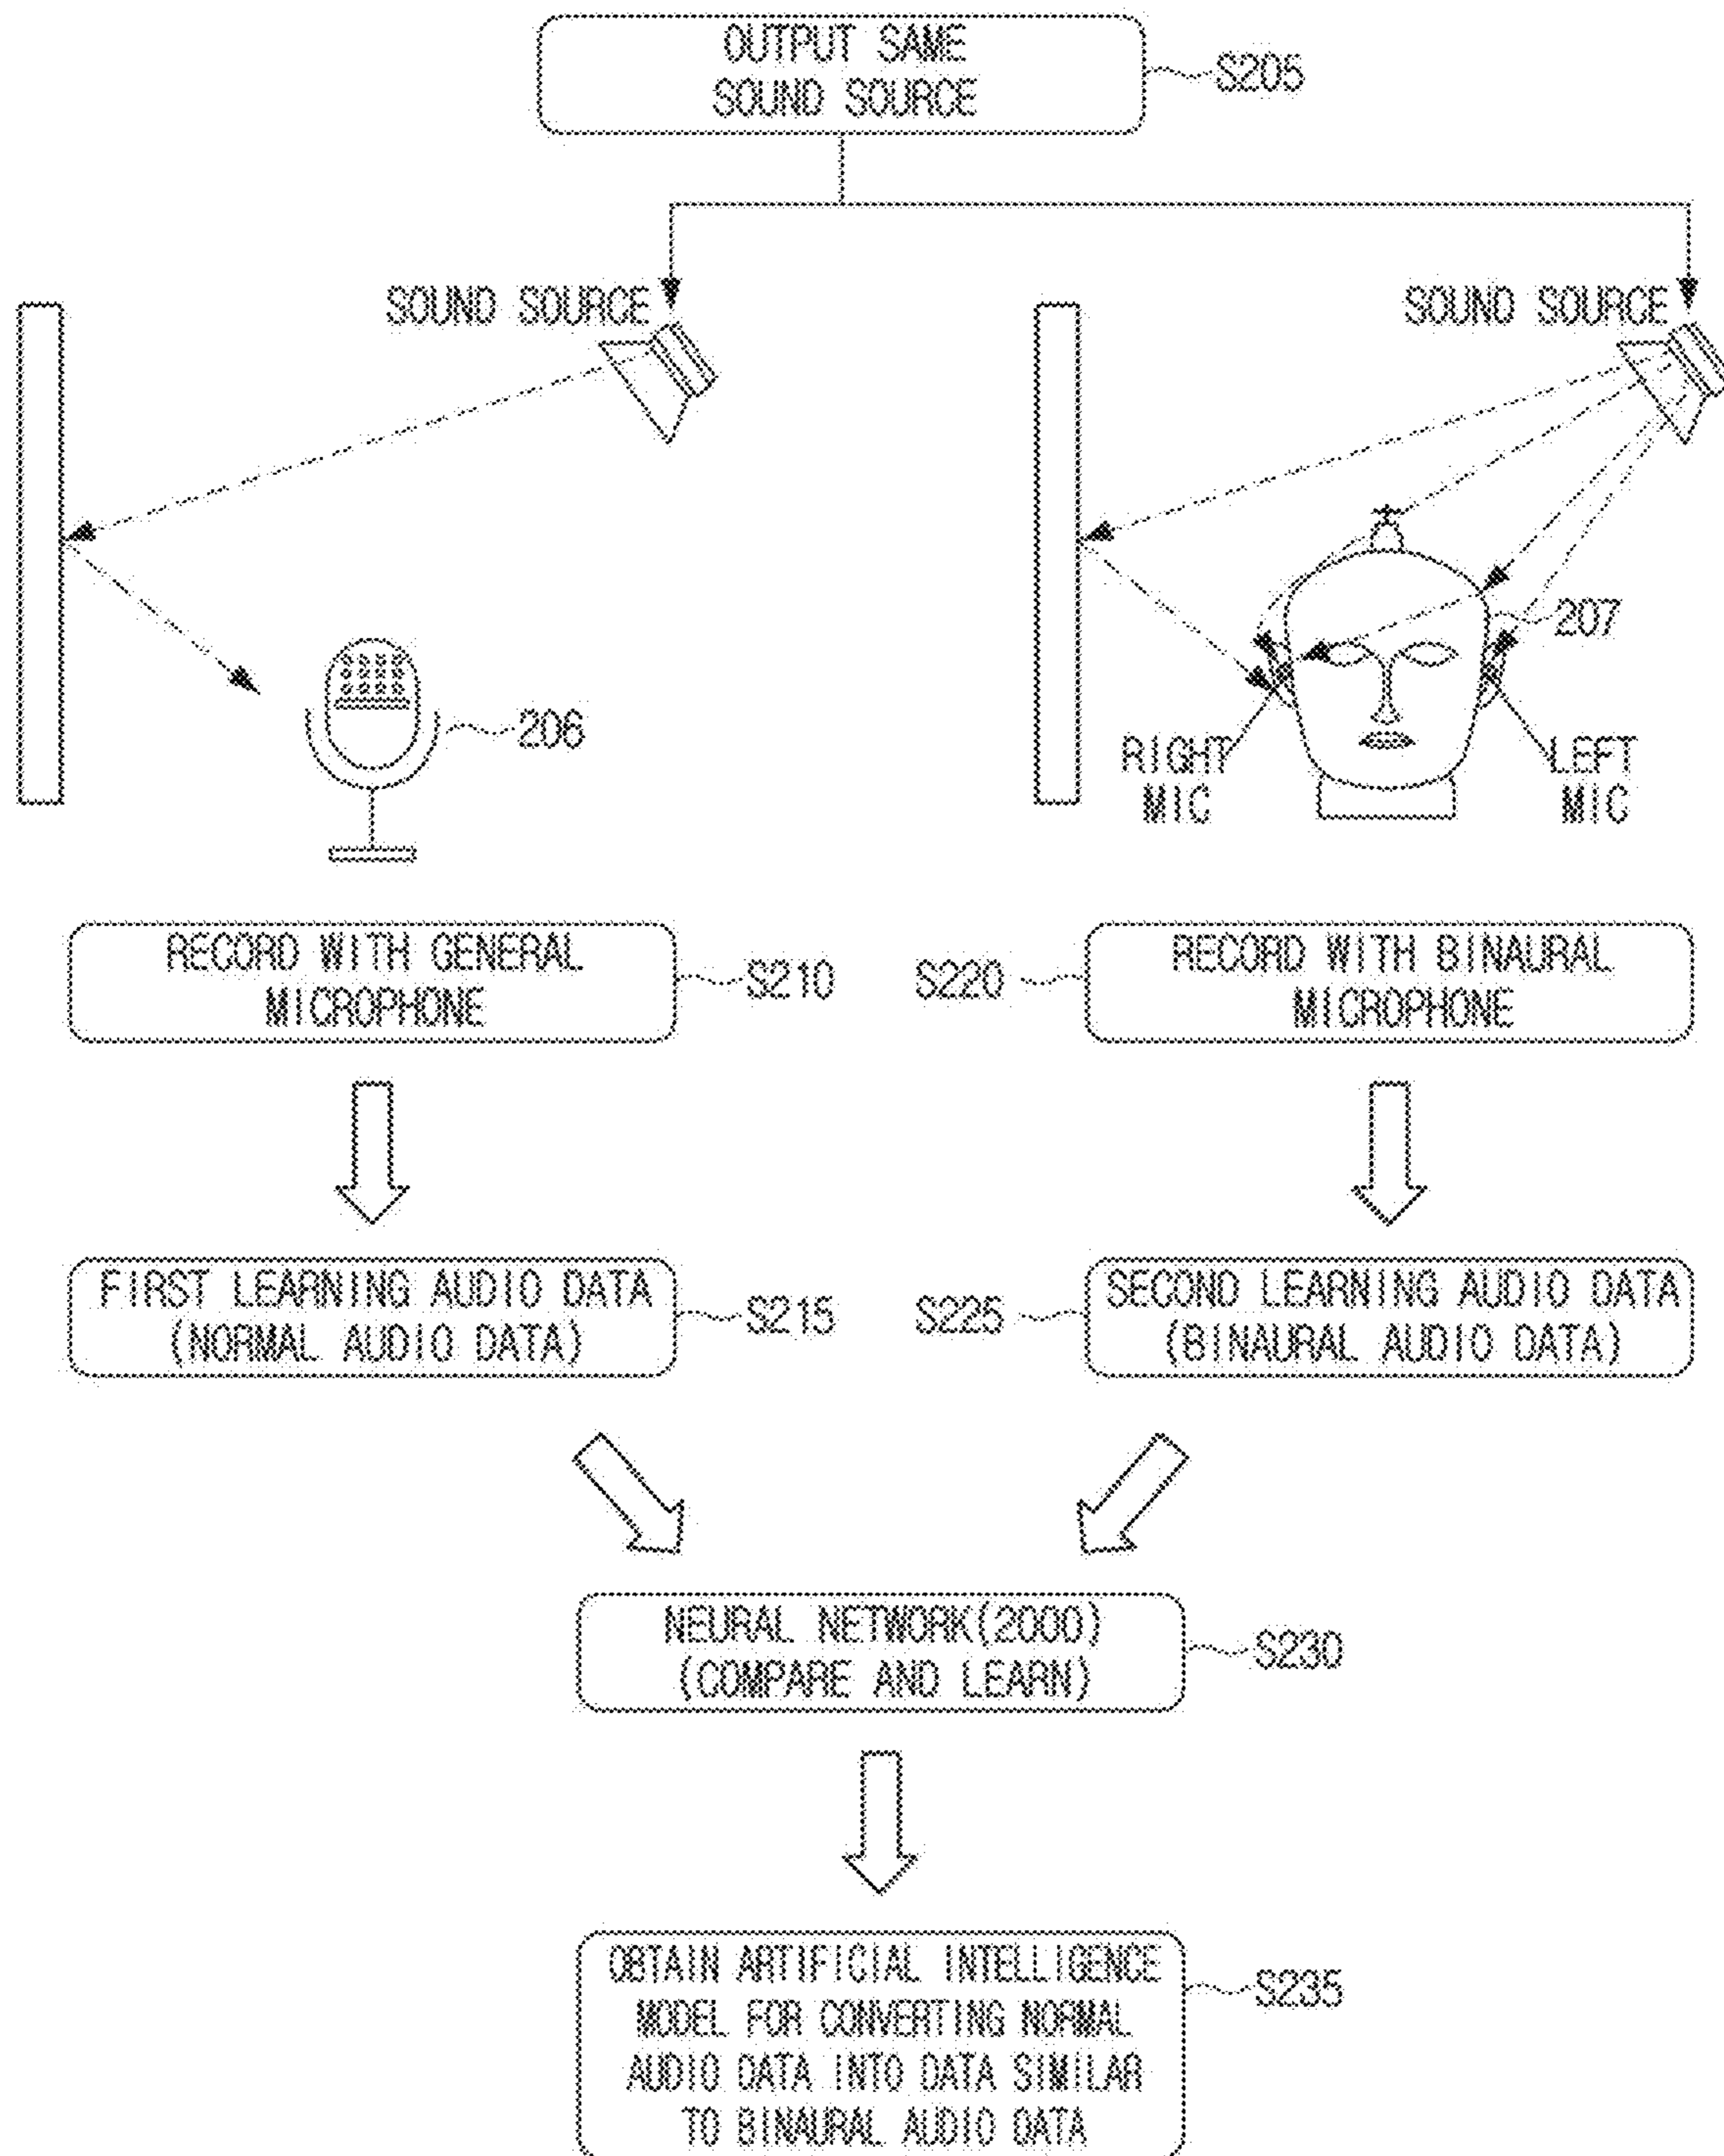 OUTPUT SAME
SOUND SOURCE
S205
SOUND SOURCE
SOUND SOURCE
206
207
RIGHT
MIC
LEFT
MIC
RECORD WITH GENERAL
MICROPHONE
S210
S220
RECORD WITH BINAURAL
MICROPHONE
FIRST LEARNING AUDIO DATA
(NORMAL AUDIO DATA)
S215
S225
SECOND LEARNING AUDIO DATA
(BINAURAL AUDIO DATA)
NEURAL NETWORK(2000)
(COMPARE AND LEARN)
S230
OBTAIN ARTIFICIAL INTELLIGENCE
MODEL FOR CONVERTING NORMAL
AUDIO DATA INTO DATA SIMILAR
TO BINAURAL AUDIO DATA
S235